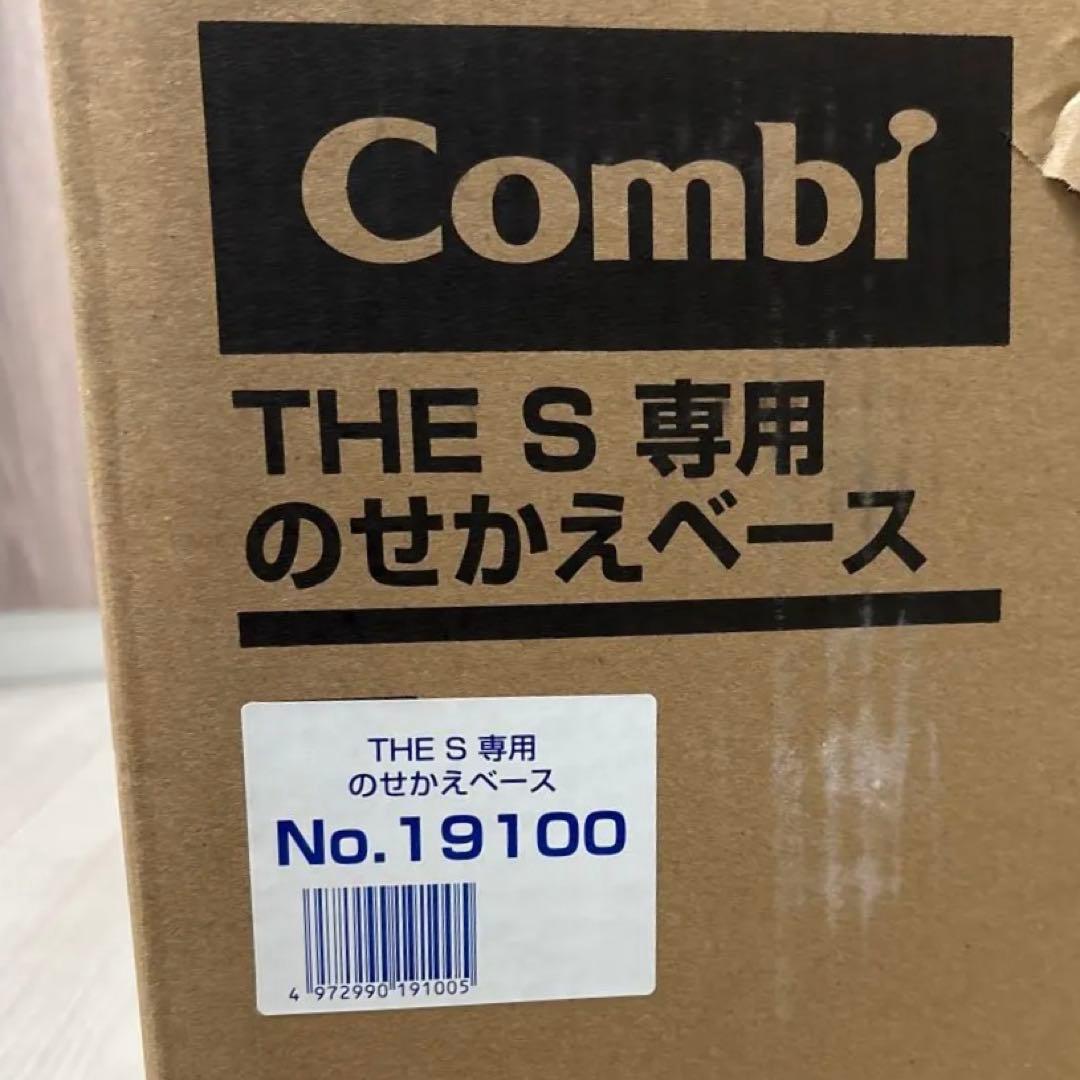 Combi
THE S 専用
のせかえベース
THE S 専用
のせかえベース
No.19100
4 972990 191005